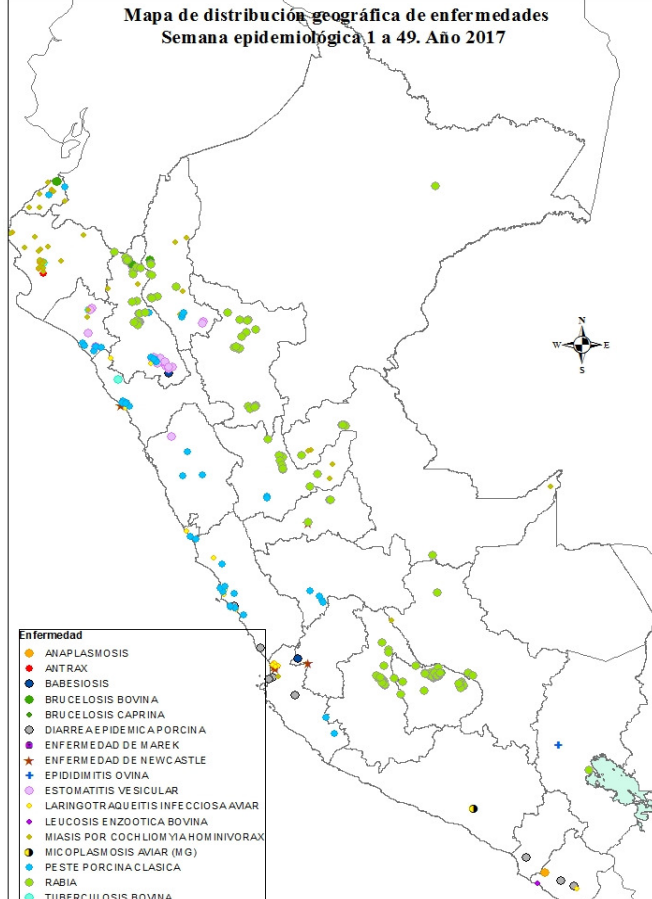 Mapa de distribución geográfica de enfermedades
Semana epidemiológica 1 a 49. Año 2017
N
W E
S
Enfermedad
ANAPLASMOSIS
ANTRAX
BABESIOSIS
BRUCELOSIS BOVINA
BRUCELOSIS CAPRINA
DIARREA EPIDEMICA PORCINA
ENFERMEDAD DE MAREK
ENFERMEDAD DE NEWCASTLE
EPIDIDIMITIS OVINA
ESTOMATITIS VESICULAR
LARINGOTRAQUEITIS INFECCIOSA AVIAR
LEUCOSIS ENZOOTICA BOVINA
MIASIS POR COCHLIOMYIA HOMINIVORAX
MICOPLASMOSIS AVIAR (MG)
PESTE PORCINA CLASICA
RABIA
TUBERCULOSIS BOVINA